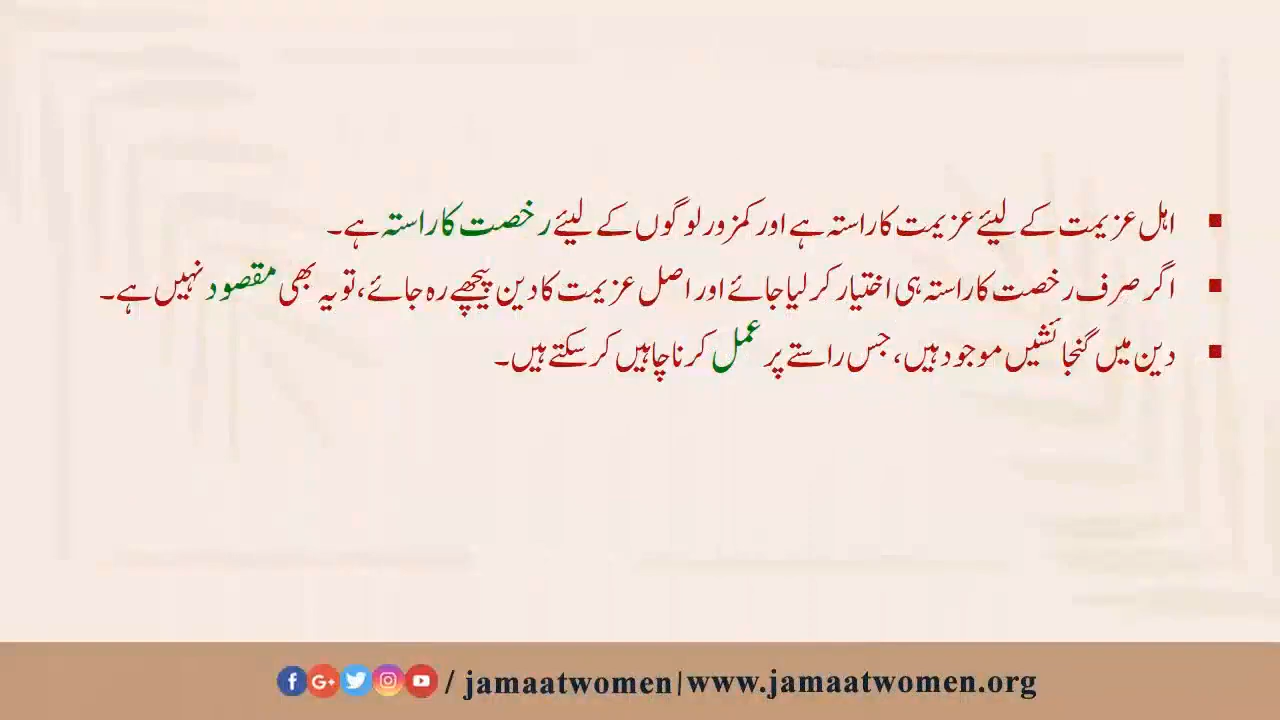 ▪ اہل عزیمت کے لیئے عزیمت کا راستہ ہے اور کمزور لوگوں کے لیئے رخصت کا راستہ ہے۔
▪ اگر صرف رخصت کا راستہ ہی اختیار کر لیا جائے اور اصل عزیمت کا دین پیچھے رہ جائے، تو یہ بھی مقصود نہیں ہے۔
▪ دین میں گنجائشیں موجود ہیں، جس راستے پر عمل کرنا چاہیں کر سکتے ہیں۔
/ jamaatwomen|www.jamaatwomen.org